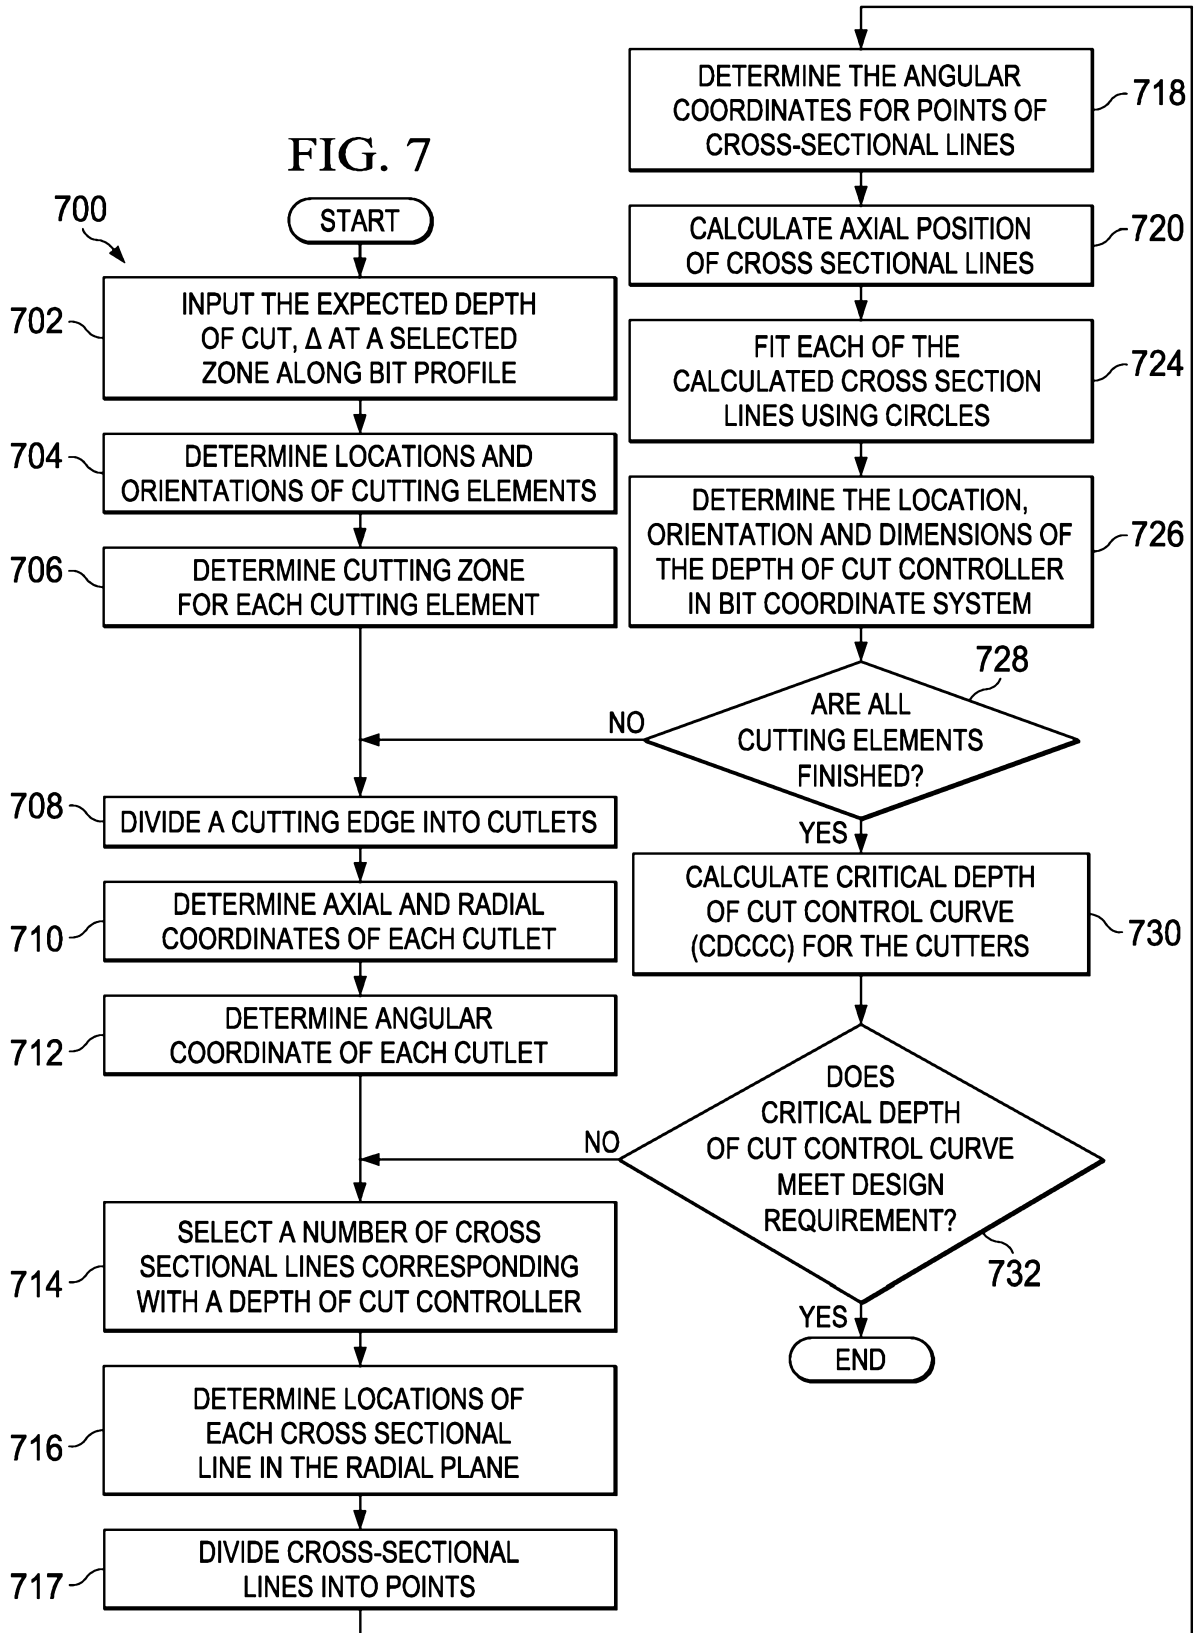 FIG. 7
700
START
702
INPUT THE EXPECTED DEPTH
OF CUT, Δ AT A SELECTED
ZONE ALONG BIT PROFILE
704
DETERMINE LOCATIONS AND
ORIENTATIONS OF CUTTING ELEMENTS
706
DETERMINE CUTTING ZONE
FOR EACH CUTTING ELEMENT
708
DIVIDE A CUTTING EDGE INTO CUTLETS
710
DETERMINE AXIAL AND RADIAL
COORDINATES OF EACH CUTLET
712
DETERMINE ANGULAR
COORDINATE OF EACH CUTLET
714
SELECT A NUMBER OF CROSS
SECTIONAL LINES CORRESPONDING
WITH A DEPTH OF CUT CONTROLLER
716
DETERMINE LOCATIONS OF
EACH CROSS SECTIONAL
LINE IN THE RADIAL PLANE
717
DIVIDE CROSS-SECTIONAL
LINES INTO POINTS
DETERMINE THE ANGULAR
COORDINATES FOR POINTS OF
CROSS-SECTIONAL LINES
718
CALCULATE AXIAL POSITION
OF CROSS SECTIONAL LINES
720
FIT EACH OF THE
CALCULATED CROSS SECTION
LINES USING CIRCLES
724
DETERMINE THE LOCATION,
ORIENTATION AND DIMENSIONS OF
THE DEPTH OF CUT CONTROLLER
IN BIT COORDINATE SYSTEM
726
728
ARE ALL
CUTTING ELEMENTS
FINISHED?
NO
YES
CALCULATE CRITICAL DEPTH
OF CUT CONTROL CURVE
(CDCCC) FOR THE CUTTERS
730
DOES
CRITICAL DEPTH
OF CUT CONTROL CURVE
MEET DESIGN
REQUIREMENT?
732
NO
YES
END